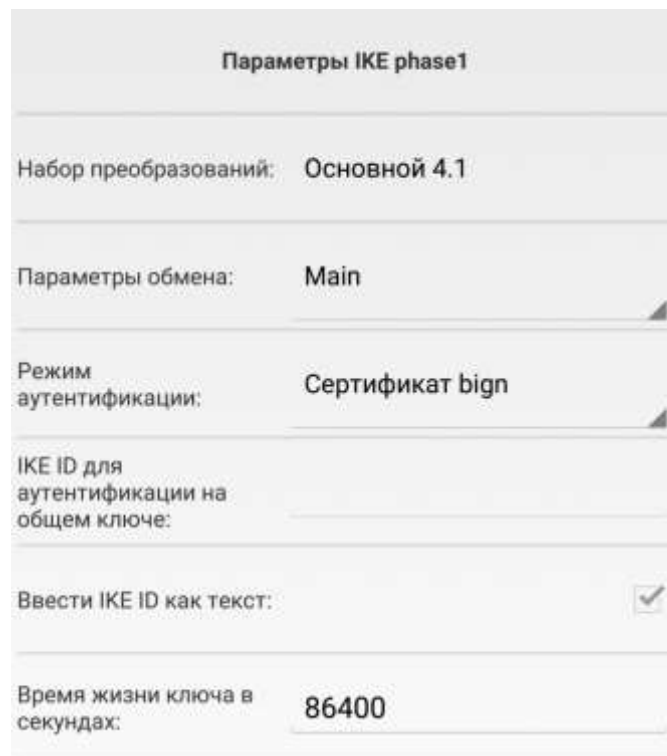 Параметры IKE phase1
Набор преобразований: Основной 4.1
Параметры обмена: Main
Режим
аутентификации: Сертификат bign
IKE ID для
аутентификации на
общем ключе:
Ввести IKE ID как текст:
Время жизни ключа в
секундах: 86400